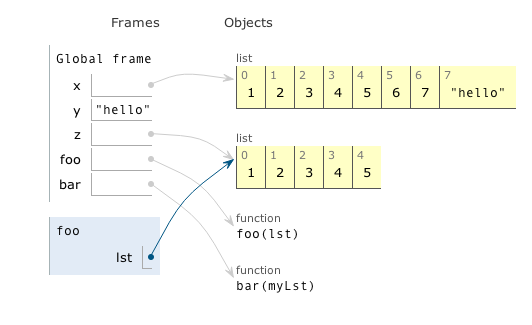 Frames Objects
Global frame
x
y "hello"
z
foo
bar
foo
lst
list
0 1 2 3 4 5 6 7
1 2 3 4 5 6 7 "hello"
list
0 1 2 3 4
1 2 3 4 5
function
foo(lst)
function
bar(myLst)